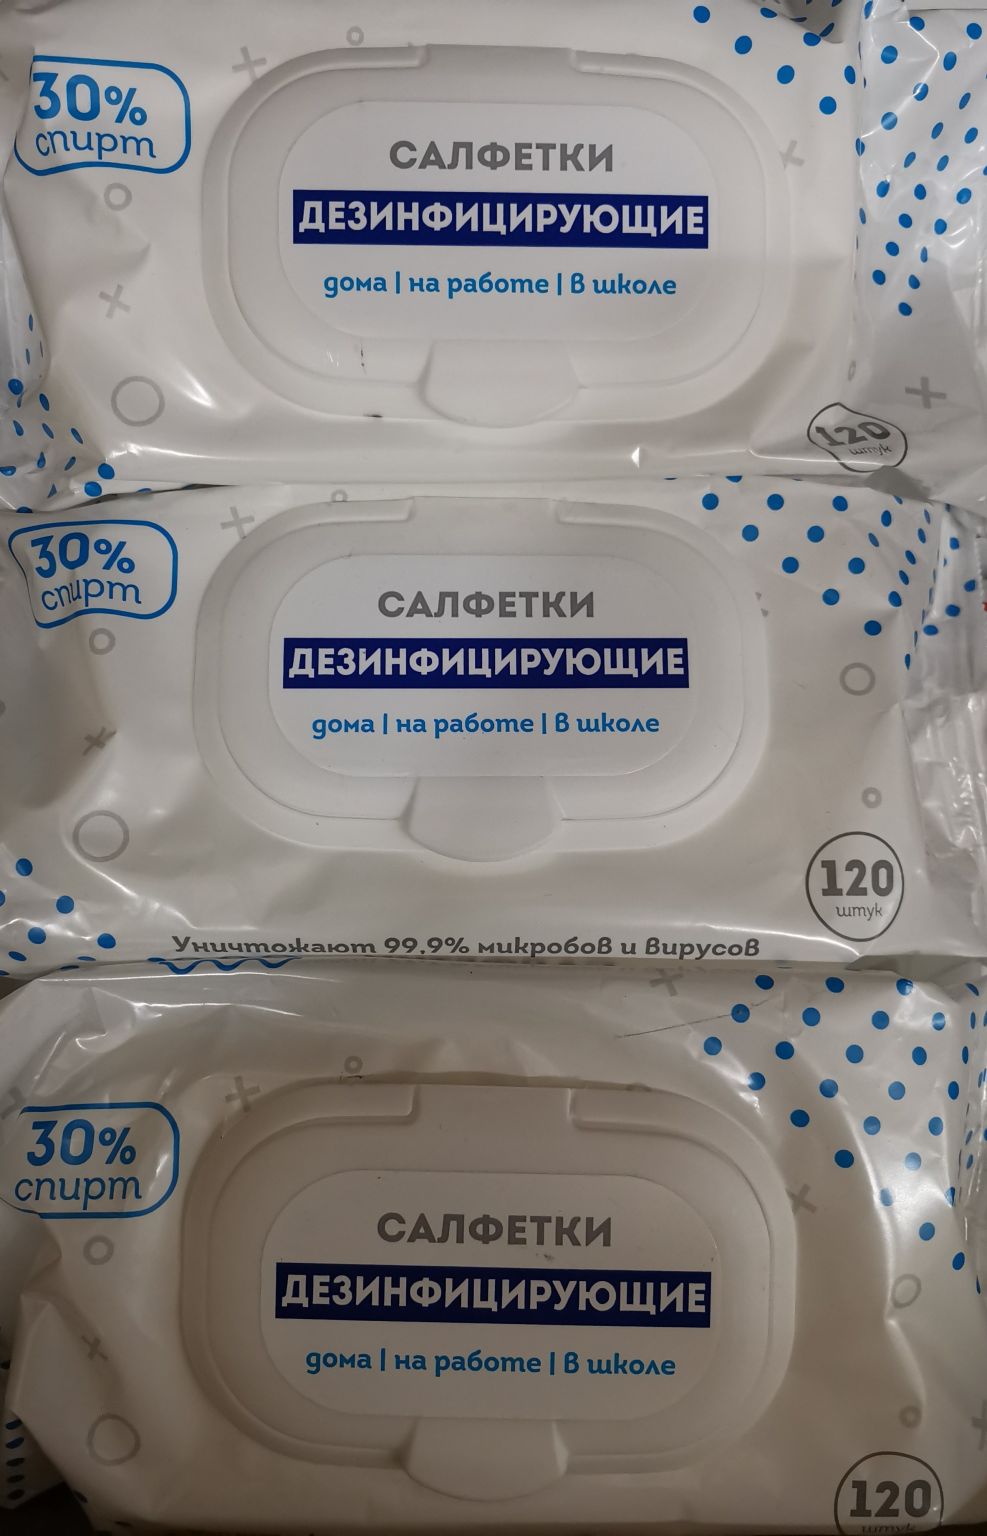 30%
спирт
САЛФЕТКИ
ДЕЗИНФИЦИРУЮЩИЕ
дома | на работе | в школе
120
штук
30%
спирт
САЛФЕТКИ
ДЕЗИНФИЦИРУЮЩИЕ
дома | на работе | в школе
120
штук
Уничтожают 99,9% микробов и вирусов
30%
спирт
САЛФЕТКИ
ДЕЗИНФИЦИРУЮЩИЕ
дома | на работе | в школе
120
штук